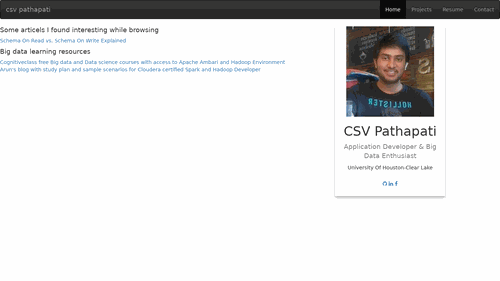 csv pathapati
Home Projects Resume Contact
Some articels I found interesting while browsing
Schema On Read vs. Schema On Write Explained
Big data learning resources
Cognitiveclass free Big data and Data science courses with access to Apache Ambari and Hadoop Environment
Arun's blog with study plan and sample scenarios for Cloudera certified Spark and Hadoop Developer
HOLLISTER
CSV Pathapati
Application Developer & Big
Data Enthusiast
University Of Houston-Clear Lake